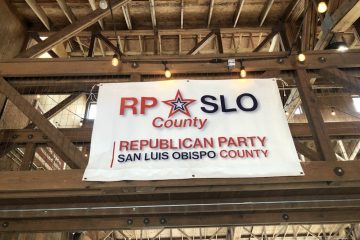 RP SLO
County
REPUBLICAN PARTY
SAN LUIS OBISPO COUNTY